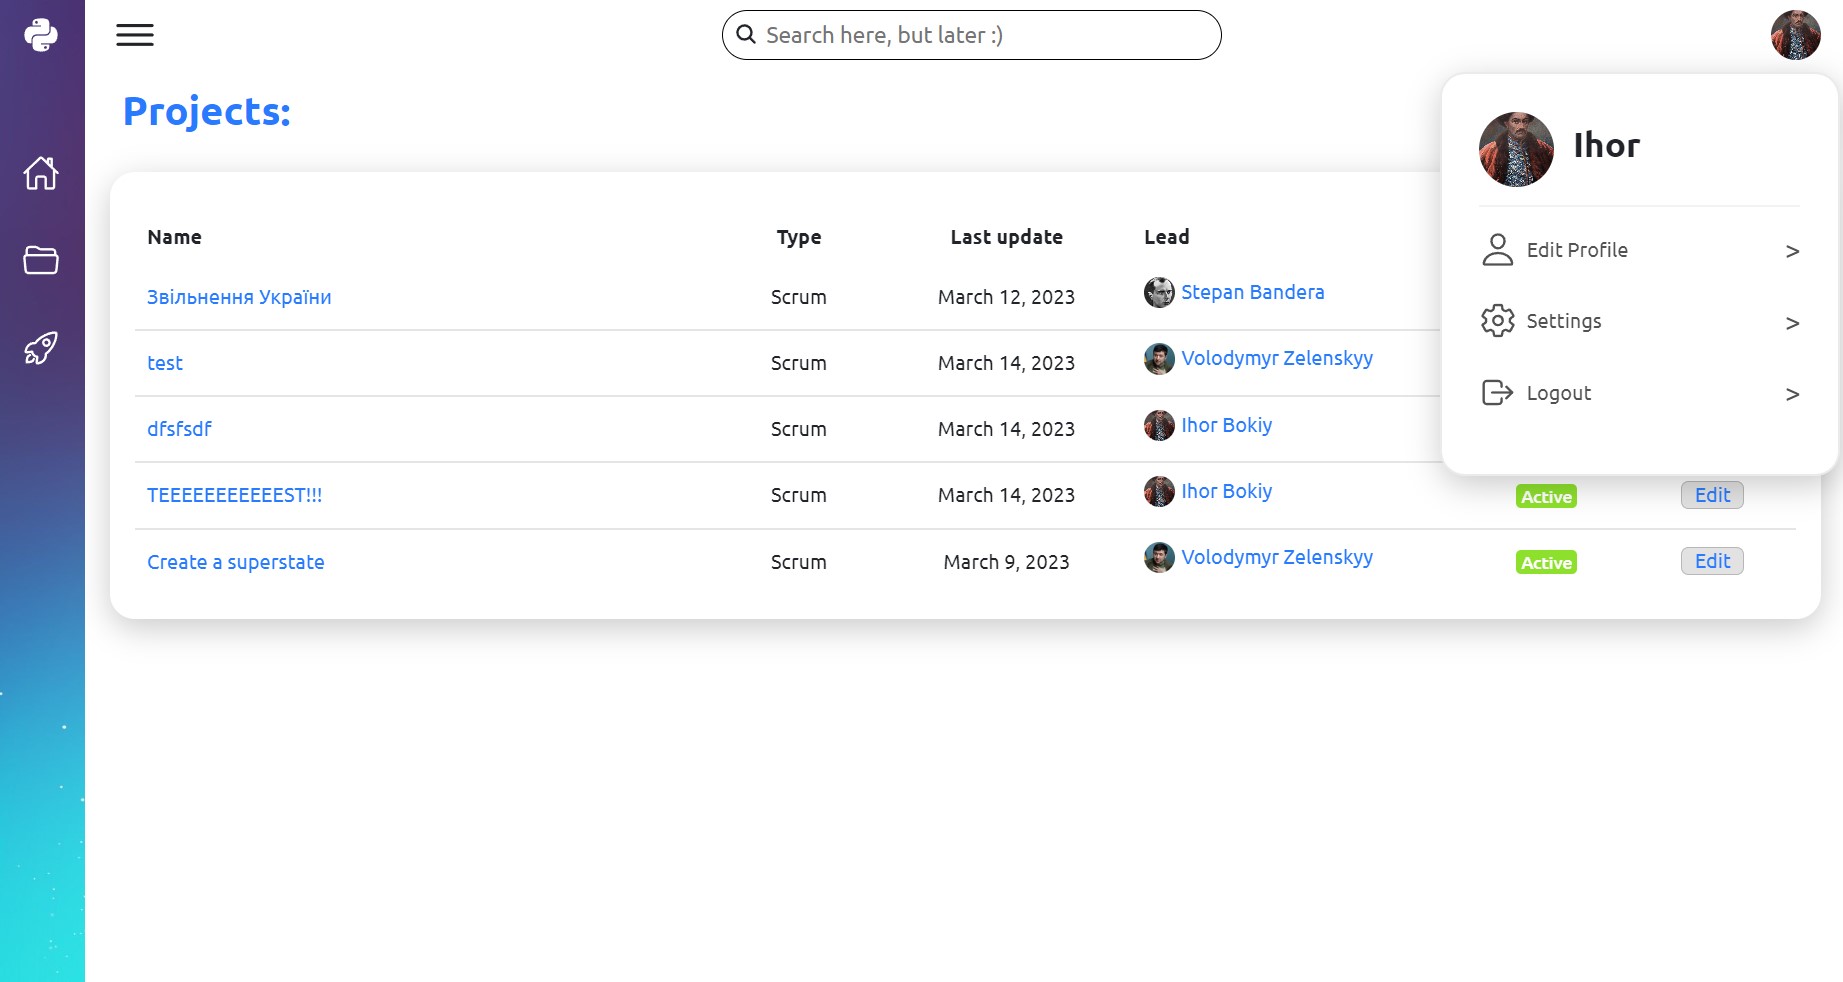 Search here, but later :)
Projects:
Ihor
Edit Profile >
Settings >
Logout >
Name Type Last update Lead
Звільнення України Scrum March 12, 2023 Stepan Bandera
test Scrum March 14, 2023 Volodymyr Zelenskyy
dfsfsdf Scrum March 14, 2023 Ihor Bokiy
TEEEEEEEEEEEST!!! Scrum March 14, 2023 Ihor Bokiy Active Edit
Create a superstate Scrum March 9, 2023 Volodymyr Zelenskyy Active Edit